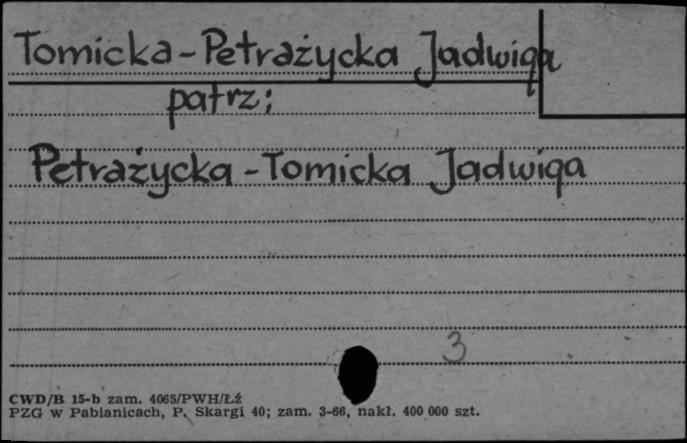 Tomicka-Petrażycka Jadwiga
patrz:
Petrażycka-Tomicka Jadwiga
3
CWD/B 15-b zam. 4065/PWH/Łź
PZG w Pabianicach, P. Skargi 40; zam. 3-66, nakł. 400 000 szt.